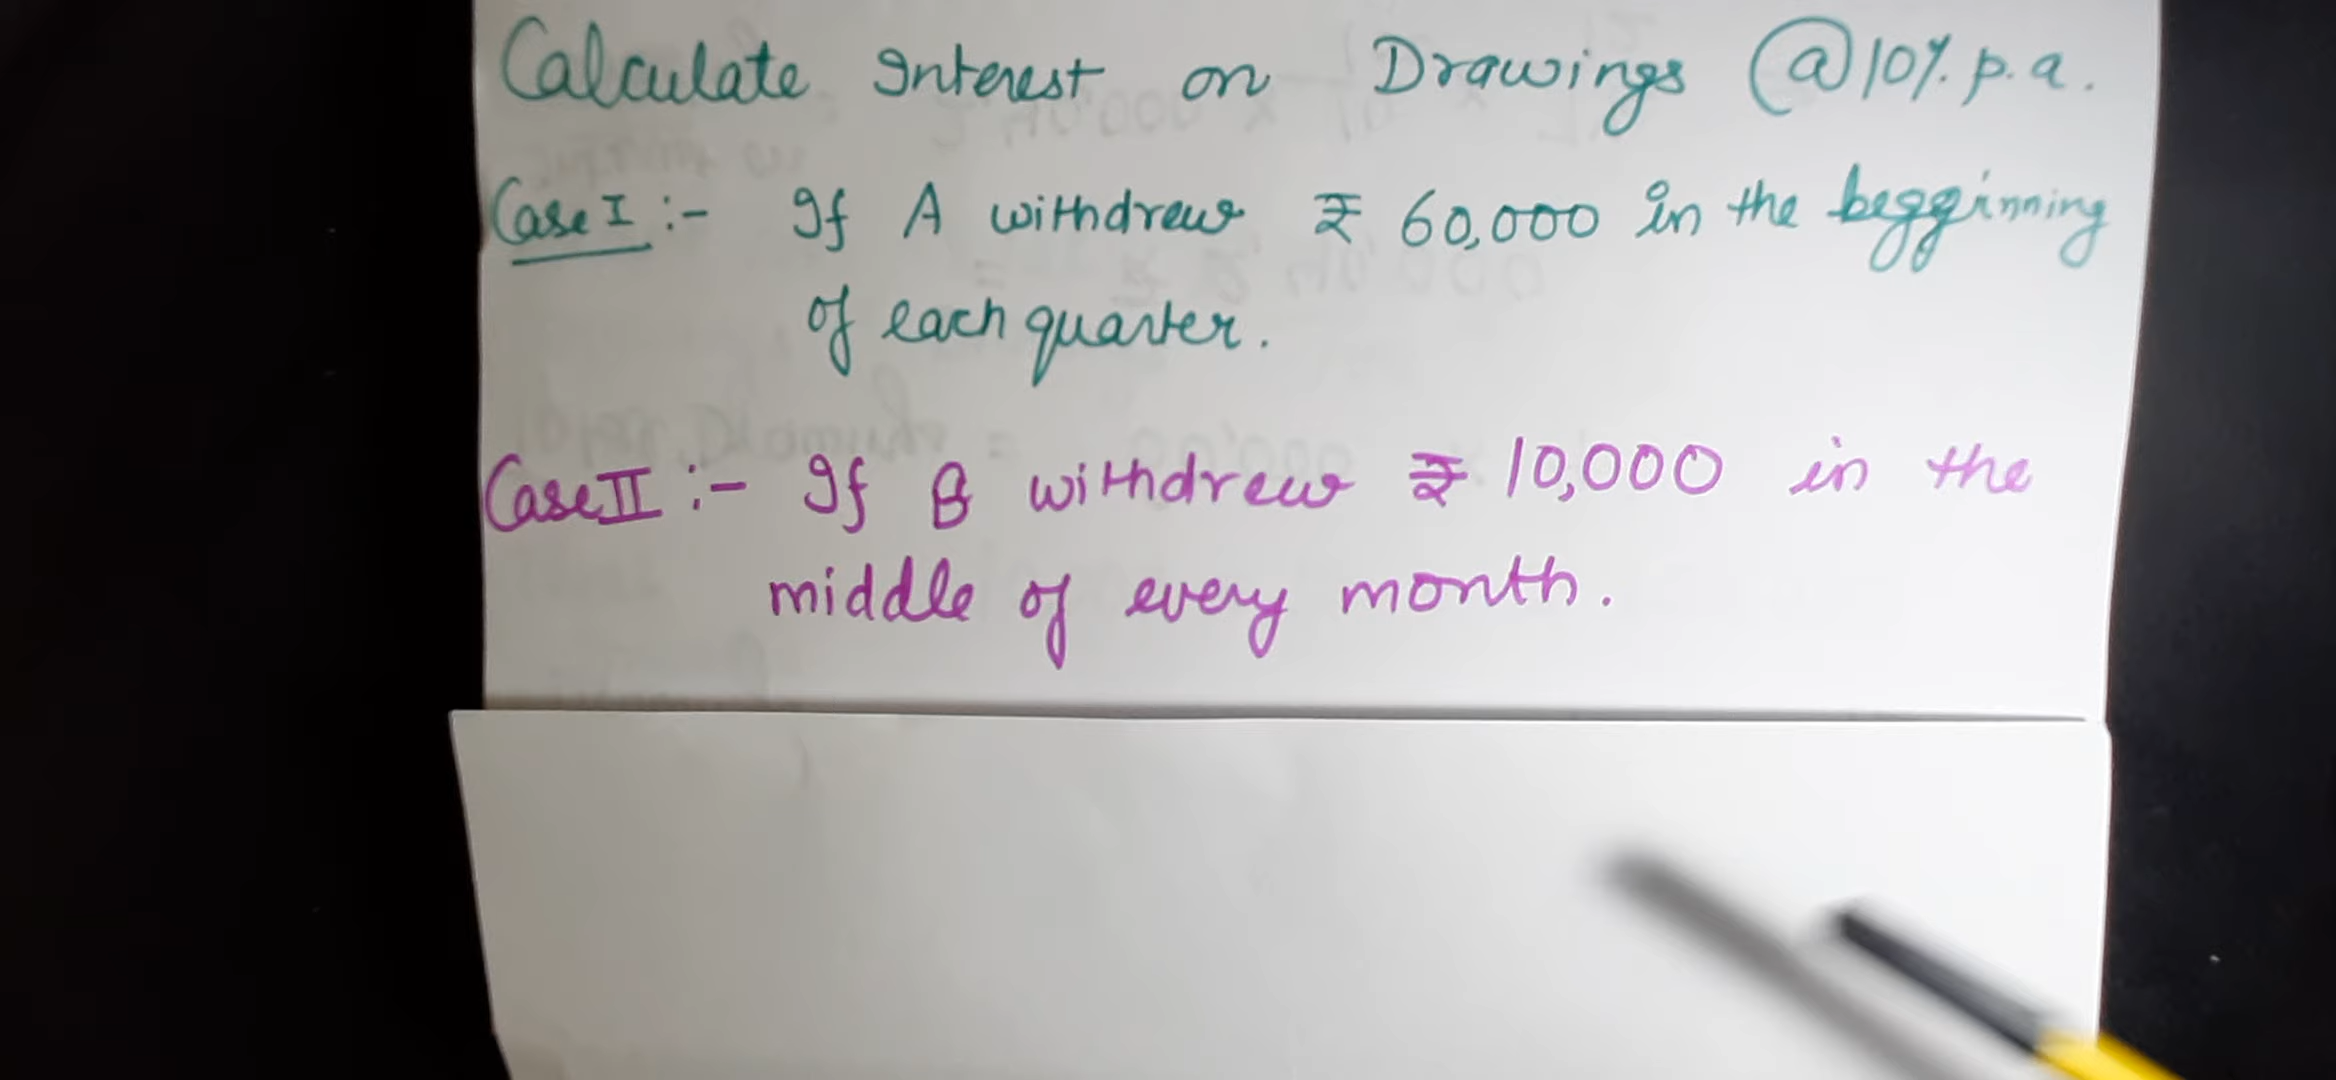 Calculate Interest on Drawings @10% p.a.
Case I :- If A withdrew ₹ 60,000 in the begginning
of each quarter.
Case II :- If B withdrew ₹ 10,000 in the
middle of every month.